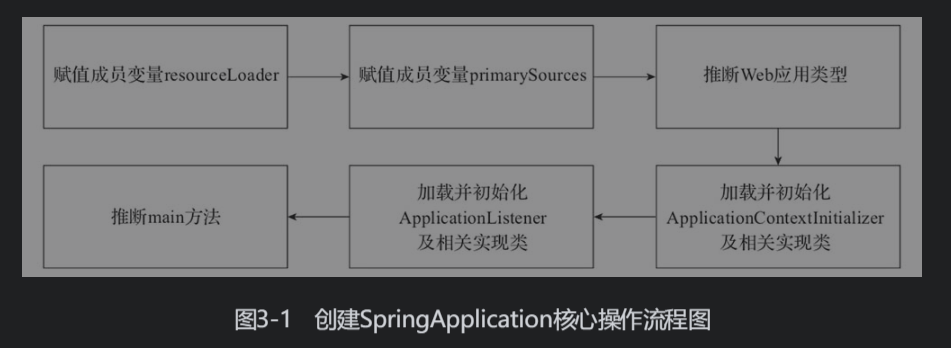 赋值成员变量resourceLoader
赋值成员变量primarySources
推断Web应用类型
加载并初始化
ApplicationContextInitializer
及相关实现类
加载并初始化
ApplicationListener
及相关实现类
推断main方法
图3-1 创建SpringApplication核心操作流程图